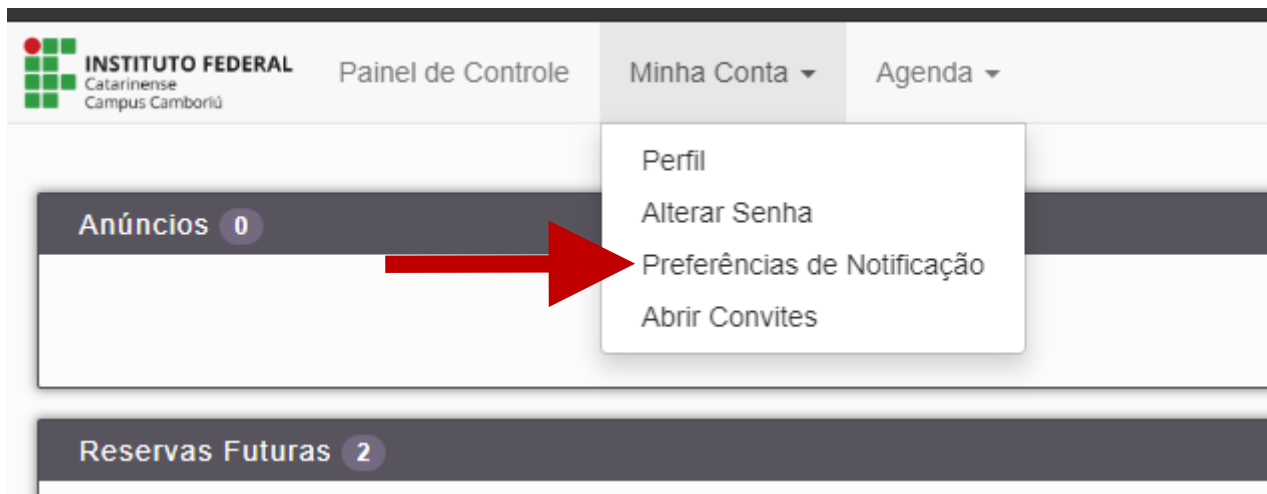 INSTITUTO FEDERAL
Catarinense
Campus Camboriú
Painel de Controle
Minha Conta
Agenda
Perfil
Alterar Senha
Preferências de Notificação
Abrir Convites
Anúncios 0
Reservas Futuras 2